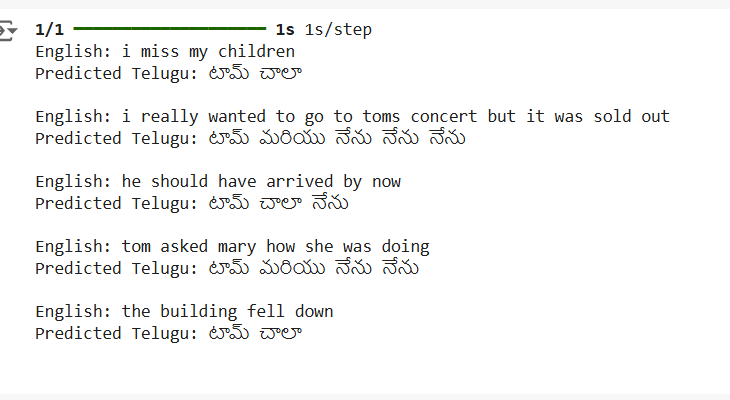 1/1 ━━━━━━━━━━━━━━━━━━━━ 1s 1s/step
English: i miss my children
Predicted Telugu: టామ్ చాలా
English: i really wanted to go to toms concert but it was sold out
Predicted Telugu: టామ్ మరియు నేను నేను నేను
English: he should have arrived by now
Predicted Telugu: టామ్ చాలా నేను
English: tom asked mary how she was doing
Predicted Telugu: టామ్ మరియు నేను నేను
English: the building fell down
Predicted Telugu: టామ్ చాలా